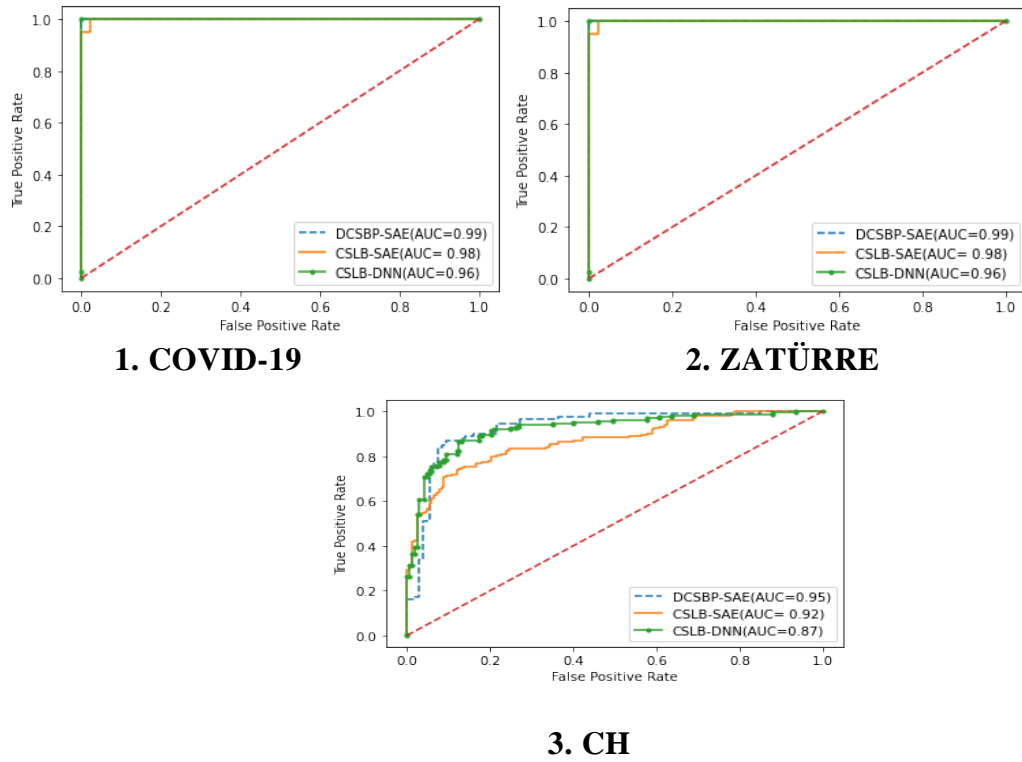 1.0
0.8
0.6
0.4
0.2
0.0
True Positive Rate
DCSBP-SAE(AUC=0.99)
CSLB-SAE(AUC= 0.98)
CSLB-DNN(AUC=0.96)
0.0 0.2 0.4 0.6 0.8 1.0
False Positive Rate
1. COVID-19
1.0
0.8
0.6
0.4
0.2
0.0
True Positive Rate
DCSBP-SAE(AUC=0.99)
CSLB-SAE(AUC= 0.98)
CSLB-DNN(AUC=0.96)
0.0 0.2 0.4 0.6 0.8 1.0
False Positive Rate
2. ZATÜRRE
1.0
0.8
0.6
0.4
0.2
0.0
True Positive Rate
DCSBP-SAE(AUC=0.95)
CSLB-SAE(AUC= 0.92)
CSLB-DNN(AUC=0.87)
0.0 0.2 0.4 0.6 0.8 1.0
False Positive Rate
3. CH